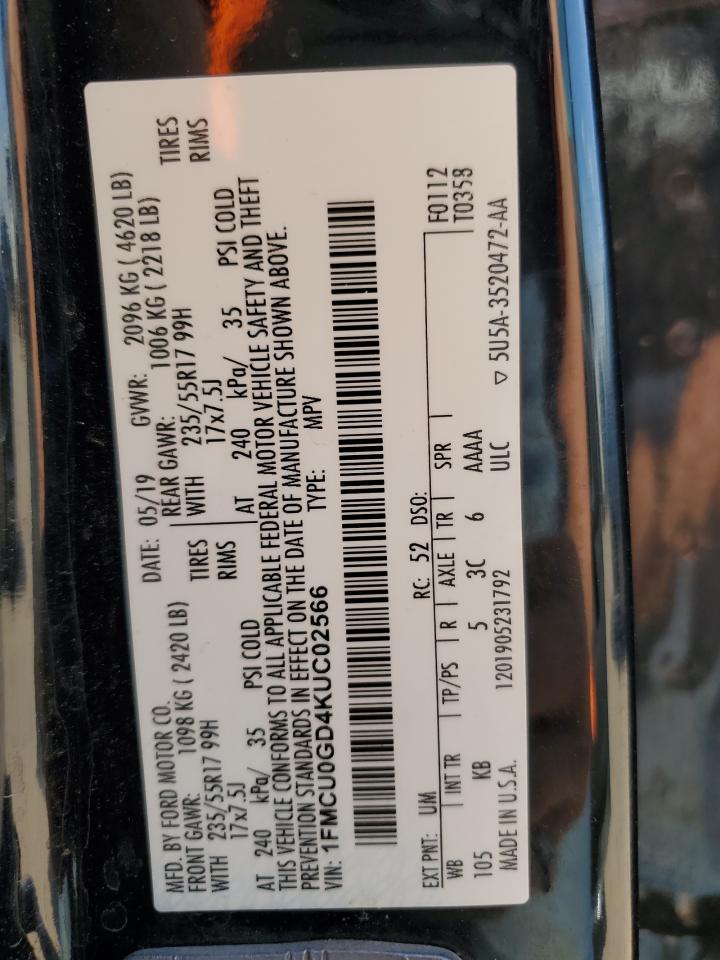 MFD. BY FORD MOTOR CO. DATE: 05/19 GVWR: 2096 KG ( 4620 LB)
FRONT GAWR: 1098 KG ( 2420 LB) REAR GAWR: 1006 KG ( 2218 LB)
WITH 235/55R17 99H TIRES WITH 235/55R17 99H TIRES
17x7.5J RIMS 17x7.5J RIMS
AT 240 kPa/ 35 PSI COLD AT 240 kPa/ 35 PSI COLD
THIS VEHICLE CONFORMS TO ALL APPLICABLE FEDERAL MOTOR VEHICLE SAFETY AND THEFT
PREVENTION STANDARDS IN EFFECT ON THE DATE OF MANUFACTURE SHOWN ABOVE.
VIN: 1FMCU0GD4KUC02566 TYPE: MPV
EXT PNT: UM RC: 52 DSO: F0112
WB INT TR TP/PS R AXLE TR SPR T0358
105 KB 5 3C 6 AAAA
MADE IN U.S.A. 1201905231792 ULC ▽ 5U5A-3520472-AA